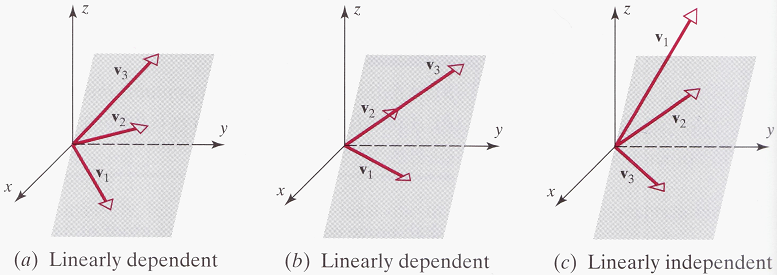 z
v₃
v₂
y
v₁
x
(a) Linearly dependent
z
v₃
v₂
y
v₁
x
(b) Linearly dependent
z
v₁
v₂
y
v₃
x
(c) Linearly independent